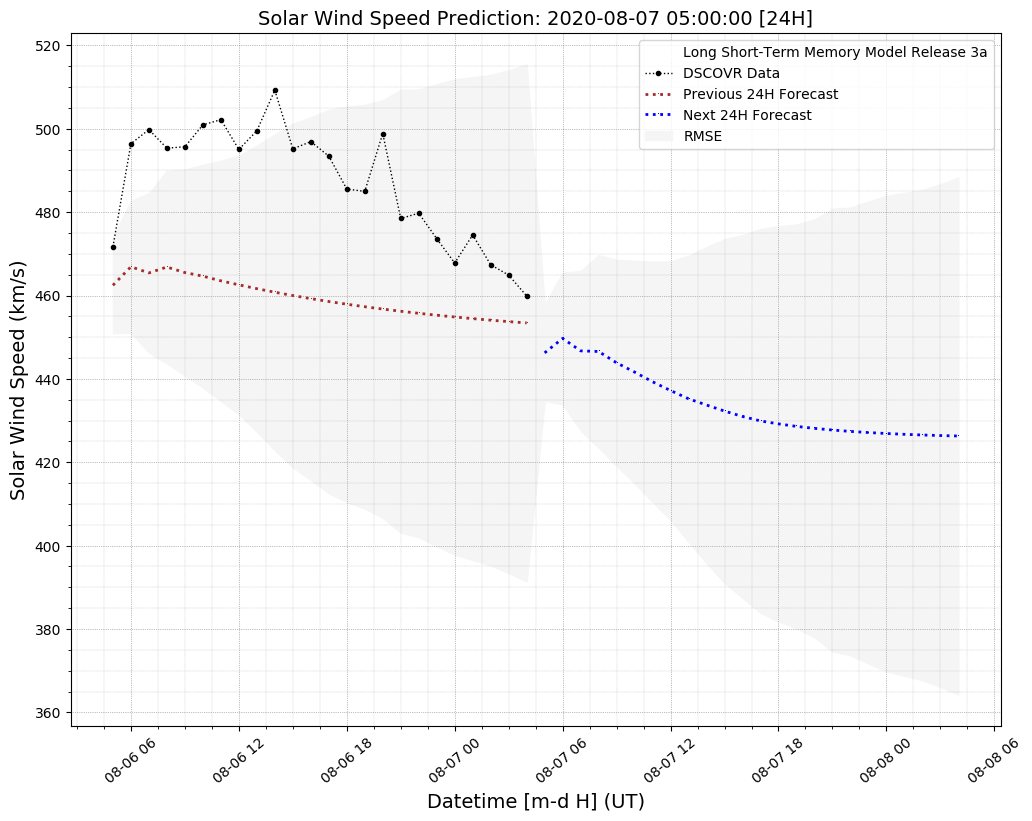 Solar Wind Speed Prediction: 2020-08-07 05:00:00 [24H]
Long Short-Term Memory Model Release 3a
DSCOVR Data
Previous 24H Forecast
Next 24H Forecast
RMSE
Solar Wind Speed (km/s)
520
500
480
460
440
420
400
380
360
08-06 06
08-06 12
08-06 18
08-07 00
08-07 06
08-07 12
08-07 18
08-08 00
08-08 06
Datetime [m-d H] (UT)